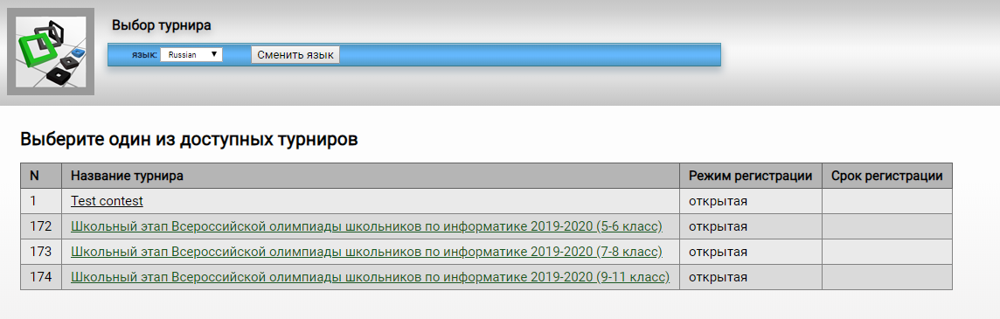 Выбор турнира
язык: Russian Сменить язык
Выберите один из доступных турниров
N Название турнира Режим регистрации Срок регистрации
1 Test contest открытая
172 Школьный этап Всероссийской олимпиады школьников по информатике 2019-2020 (5-6 класс) открытая
173 Школьный этап Всероссийской олимпиады школьников по информатике 2019-2020 (7-8 класс) открытая
174 Школьный этап Всероссийской олимпиады школьников по информатике 2019-2020 (9-11 класс) открытая